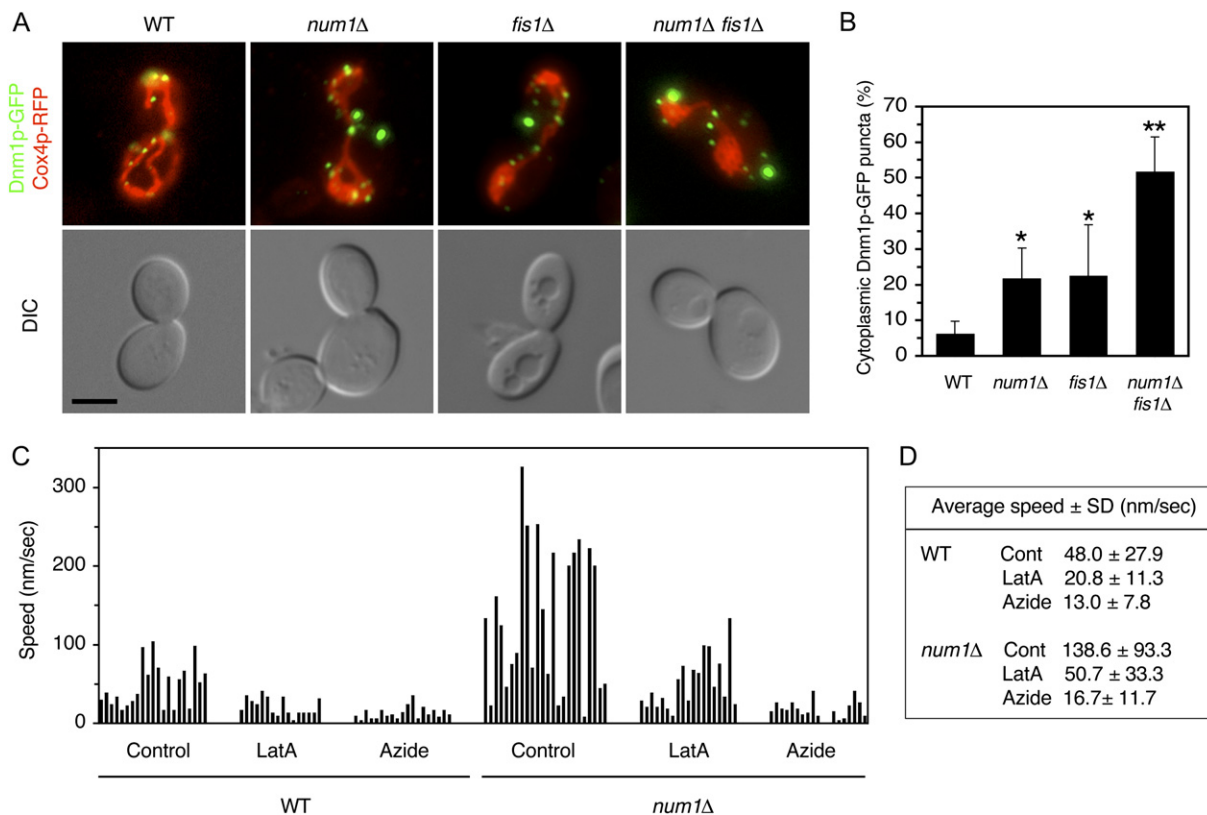 A
WT
num1Δ
fis1Δ
num1Δ fis1Δ
Dnm1p-GFP
Cox4p-RFP
DIC
B
Cytoplasmic Dnm1p-GFP puncta (%)
70
60
50
40
30
20
10
0
*
*
**
WT
num1Δ
fis1Δ
num1Δ
fis1Δ
C
Speed (nm/sec)
300
200
100
0
Control
LatA
Azide
Control
LatA
Azide
WT
num1Δ
D
Average speed ± SD (nm/sec)
WT Cont 48.0 ± 27.9
LatA 20.8 ± 11.3
Azide 13.0 ± 7.8
num1Δ Cont 138.6 ± 93.3
LatA 50.7 ± 33.3
Azide 16.7± 11.7